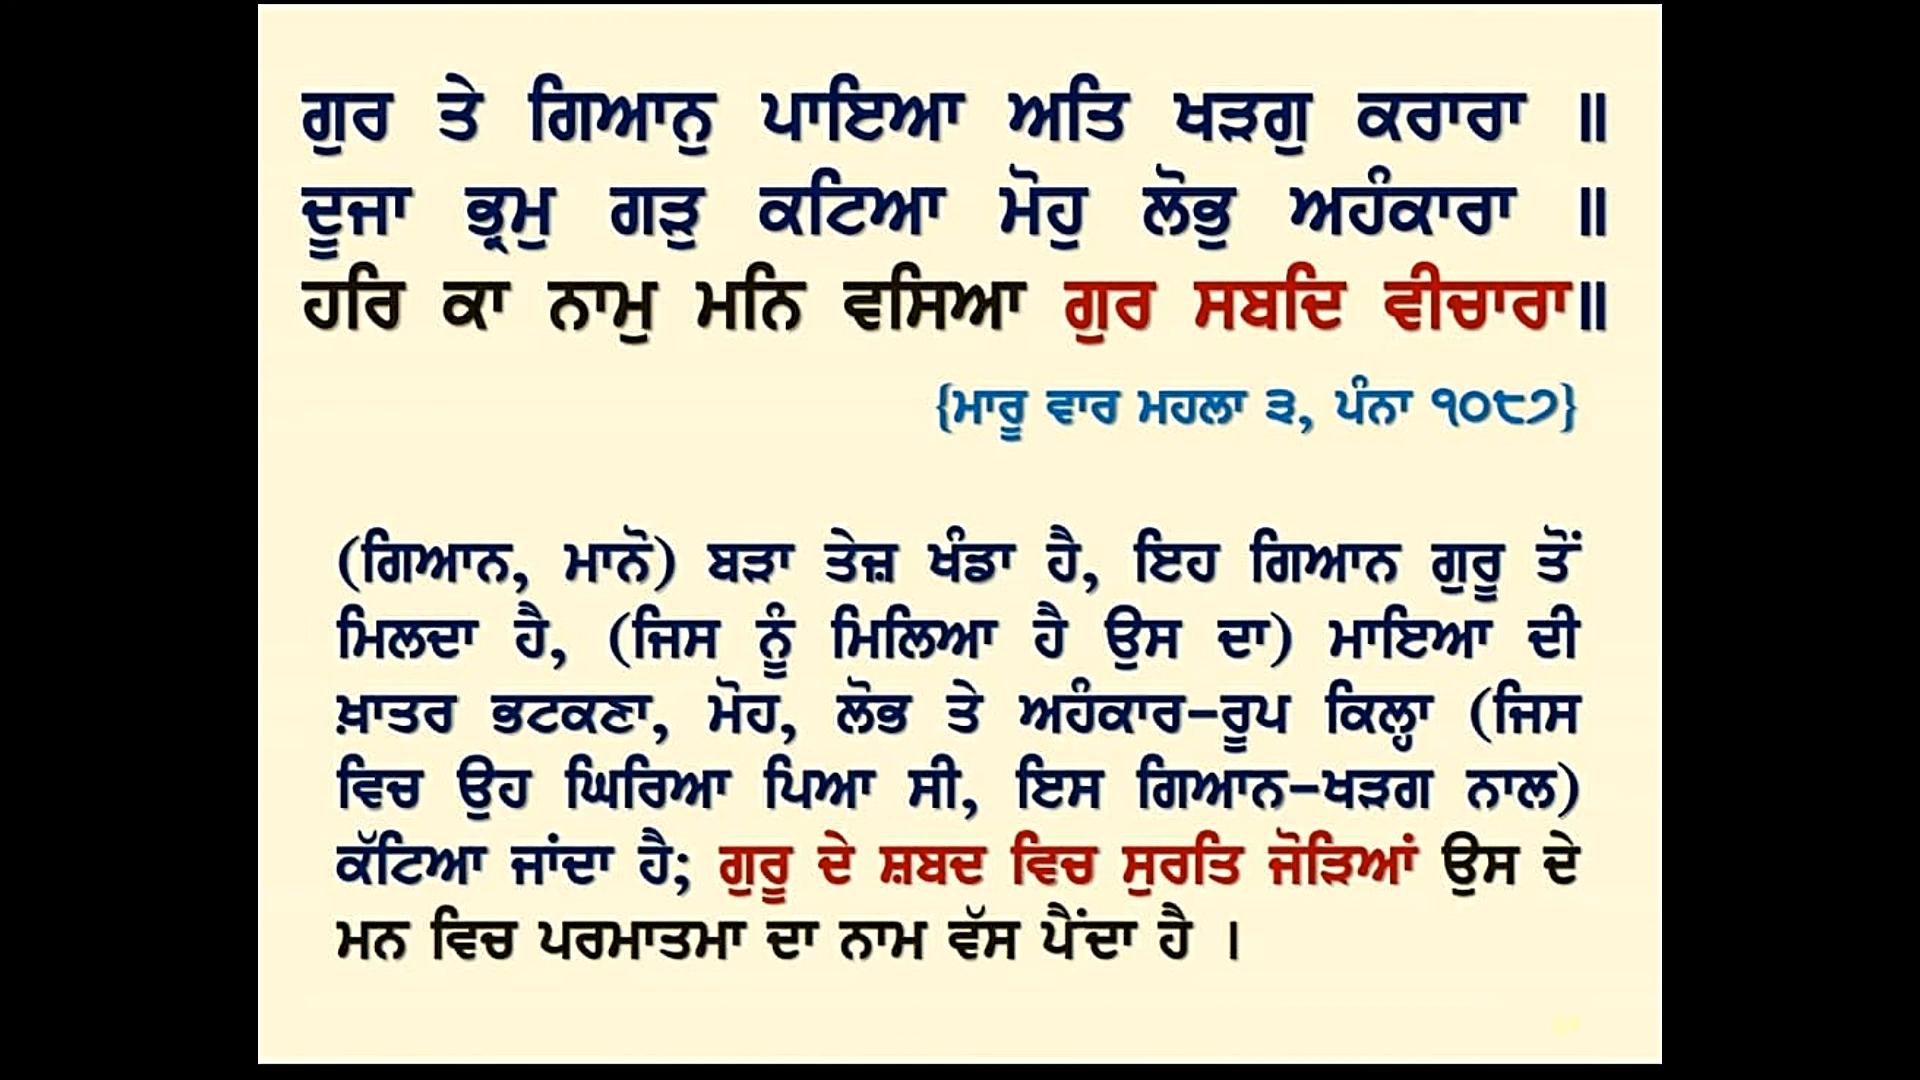 ਗੁਰ ਤੇ ਗਿਆਨੁ ਪਾਇਆ ਅਤਿ ਖੜਗੁ ਕਰਾਰਾ ॥
ਦੂਜਾ ਭ੍ਰਮੁ ਗੜੁ ਕਟਿਆ ਮੋਹੁ ਲੋਭੁ ਅਹੰਕਾਰਾ ॥
ਹਰਿ ਕਾ ਨਾਮੁ ਮਨਿ ਵਸਿਆ ਗੁਰ ਸਬਦਿ ਵੀਚਾਰਾ॥
{ਮਾਰੂ ਵਾਰ ਮਹਲਾ ੩, ਪੰਨਾ ੧੦੮੭}
(ਗਿਆਨ, ਮਾਨੋ) ਬੜਾ ਤੇਜ਼ ਖੰਡਾ ਹੈ, ਇਹ ਗਿਆਨ ਗੁਰੂ ਤੋਂ
ਮਿਲਦਾ ਹੈ, (ਜਿਸ ਨੂੰ ਮਿਲਿਆ ਹੈ ਉਸ ਦਾ) ਮਾਇਆ ਦੀ
ਖ਼ਾਤਰ ਭਟਕਣਾ, ਮੋਹ, ਲੋਭ ਤੇ ਅਹੰਕਾਰ-ਰੂਪ ਕਿਲ੍ਹਾ (ਜਿਸ
ਵਿਚ ਉਹ ਘਿਰਿਆ ਪਿਆ ਸੀ, ਇਸ ਗਿਆਨ-ਖੜਗ ਨਾਲ)
ਕੱਟਿਆ ਜਾਂਦਾ ਹੈ; ਗੁਰੂ ਦੇ ਸ਼ਬਦ ਵਿਚ ਸੁਰਤਿ ਜੋੜਿਆਂ ਉਸ ਦੇ
ਮਨ ਵਿਚ ਪਰਮਾਤਮਾ ਦਾ ਨਾਮ ਵੱਸ ਪੈਂਦਾ ਹੈ ।